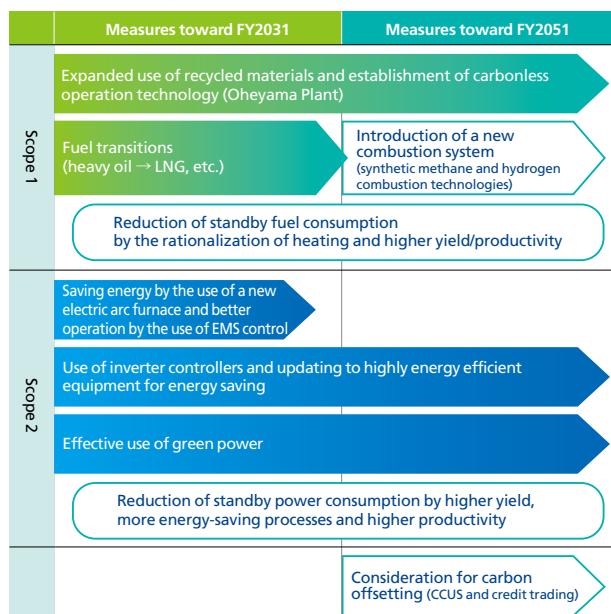 Measures toward FY2031
Measures toward FY2051
Scope 1
Expanded use of recycled materials and establishment of carbonless
operation technology (Oheyama Plant)
Fuel transitions
(heavy oil → LNG, etc.)
Introduction of a new
combustion system
(synthetic methane and hydrogen
combustion technologies)
Reduction of standby fuel consumption
by the rationalization of heating and higher yield/productivity
Scope 2
Saving energy by the use of a new
electric arc furnace and better
operation by the use of EMS control
Use of inverter controllers and updating to highly energy efficient
equipment for energy saving
Effective use of green power
Reduction of standby power consumption by higher yield,
more energy-saving processes and higher productivity
Consideration for carbon
offsetting (CCUS and credit trading)